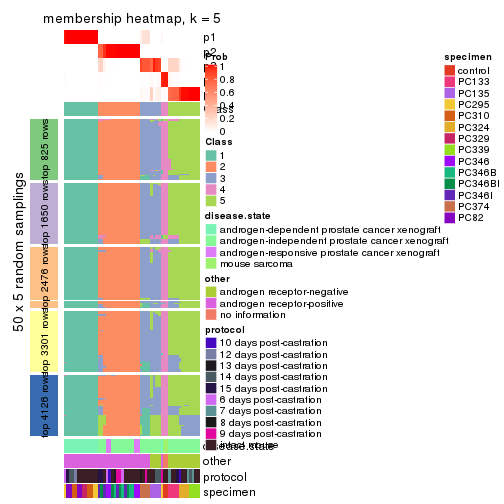 membership heatmap, k = 5
p1
p2
Prob
1
0.8
0.6
0.4
0.2
0
Class
1
2
3
4
5
disease.state
androgen-dependent prostate cancer xenograft
androgen-independent prostate cancer xenograft
androgen-responsive prostate cancer xenograft
mouse sarcoma
other
androgen receptor-negative
androgen receptor-positive
no information
protocol
10 days post-castration
12 days post-castration
13 days post-castration
14 days post-castration
15 days post-castration
6 days post-castration
7 days post-castration
8 days post-castration
9 days post-castration
intact mouse
specimen
control
PC133
PC135
PC295
PC310
PC324
PC329
PC339
PC346
PC346B
PC346BI
PC346I
PC374
PC82
50 x 5 random samplings
top 825 rows
top 1650 rows
top 2476 rows
top 3301 rows
top 4126 rows
disease.state
other
protocol
specimen